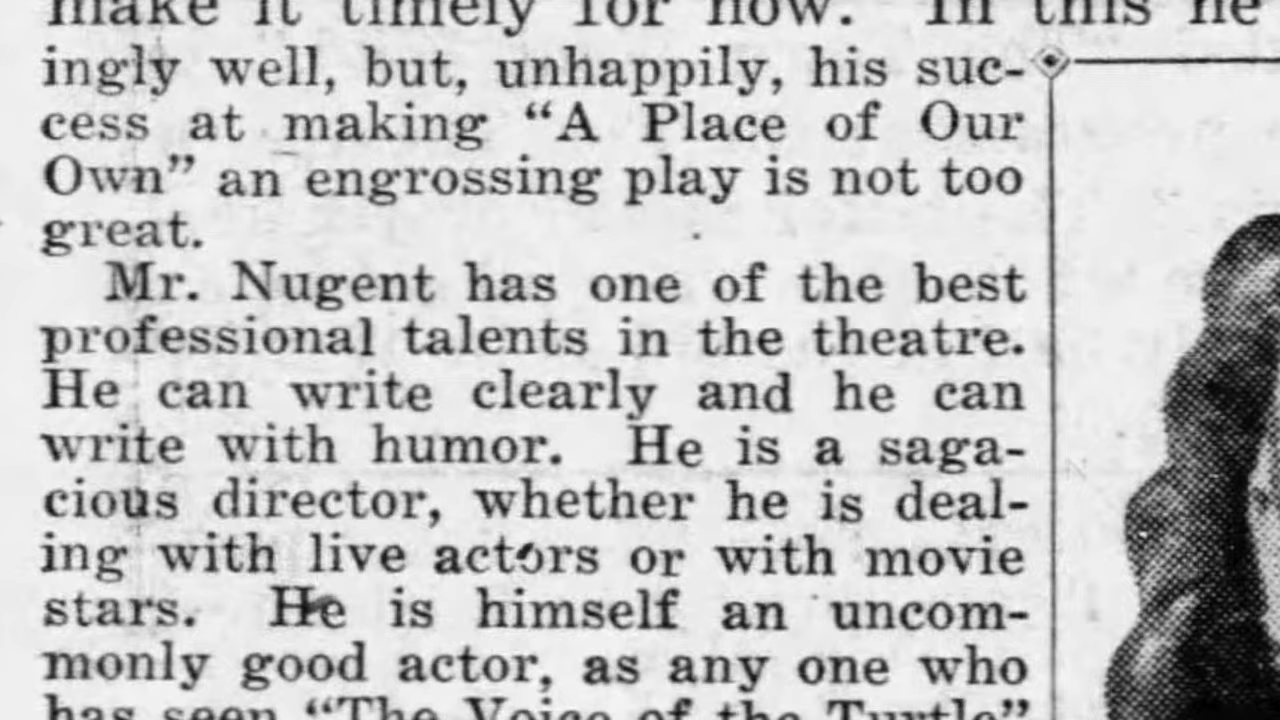 make it timely for now. In this he
ingly well, but, unhappily, his suc-
cess at making “A Place of Our
Own” an engrossing play is not too
great.
Mr. Nugent has one of the best
professional talents in the theatre.
He can write clearly and he can
write with humor. He is a saga-
cious director, whether he is deal-
ing with live actors or with movie
stars. He is himself an uncom-
monly good actor, as any one who
has seen “The Voice of the Turtle”